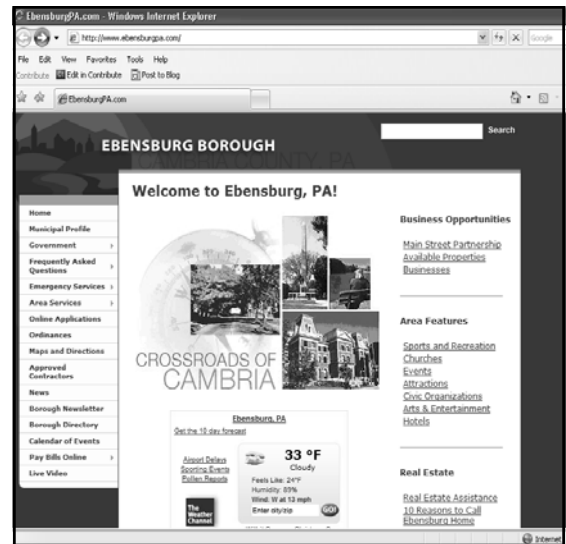 EbensburgPA.com - Windows Internet Explorer
http://www.ebensburgpa.com/
Google
File Edit View Favorites Tools Help
Contribute Edit in Contribute Post to Blog
EbensburgPA.com
Search
EBENSBURG BOROUGH
CAMBRIA COUNTY, PA
Welcome to Ebensburg, PA!
Home
Municipal Profile
Government
Frequently Asked
Questions
Emergency Services
Area Services
Online Applications
Ordinances
Maps and Directions
Approved
Contractors
News
Borough Newsletter
Borough Directory
Calendar of Events
Pay Bills Online
Live Video
CROSSROADS OF
CAMBRIA
Ebensburg, PA
Get the 10 day forecast
Airport Delays
Sporting Events
Pollen Reports
The
Weather
Channel
33 °F
Cloudy
Feels Like: 24°F
Humidity: 89%
Wind: W at 13 mph
Enter city/zip
GO!
Business Opportunities
Main Street Partnership
Available Properties
Businesses
Area Features
Sports and Recreation
Churches
Events
Attractions
Civic Organizations
Arts & Entertainment
Hotels
Real Estate
Real Estate Assistance
10 Reasons to Call
Ebensburg Home
Internet